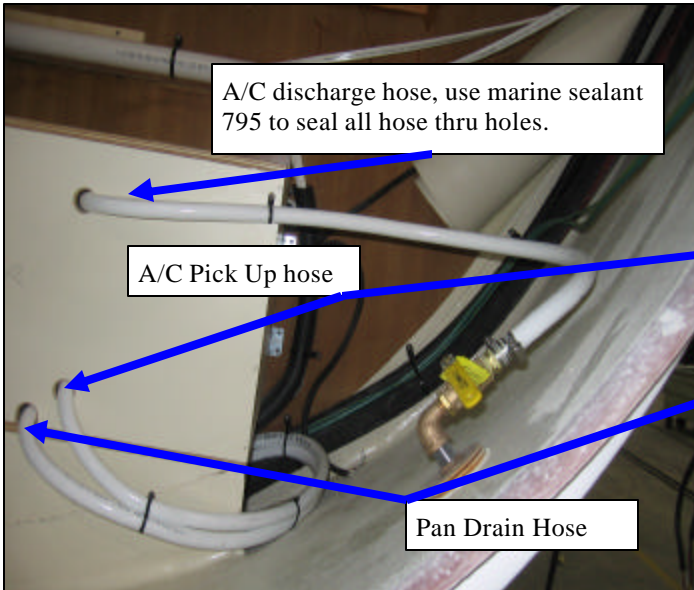 A/C discharge hose, use marine sealant
795 to seal all hose thru holes.
A/C Pick Up hose
Pan Drain Hose